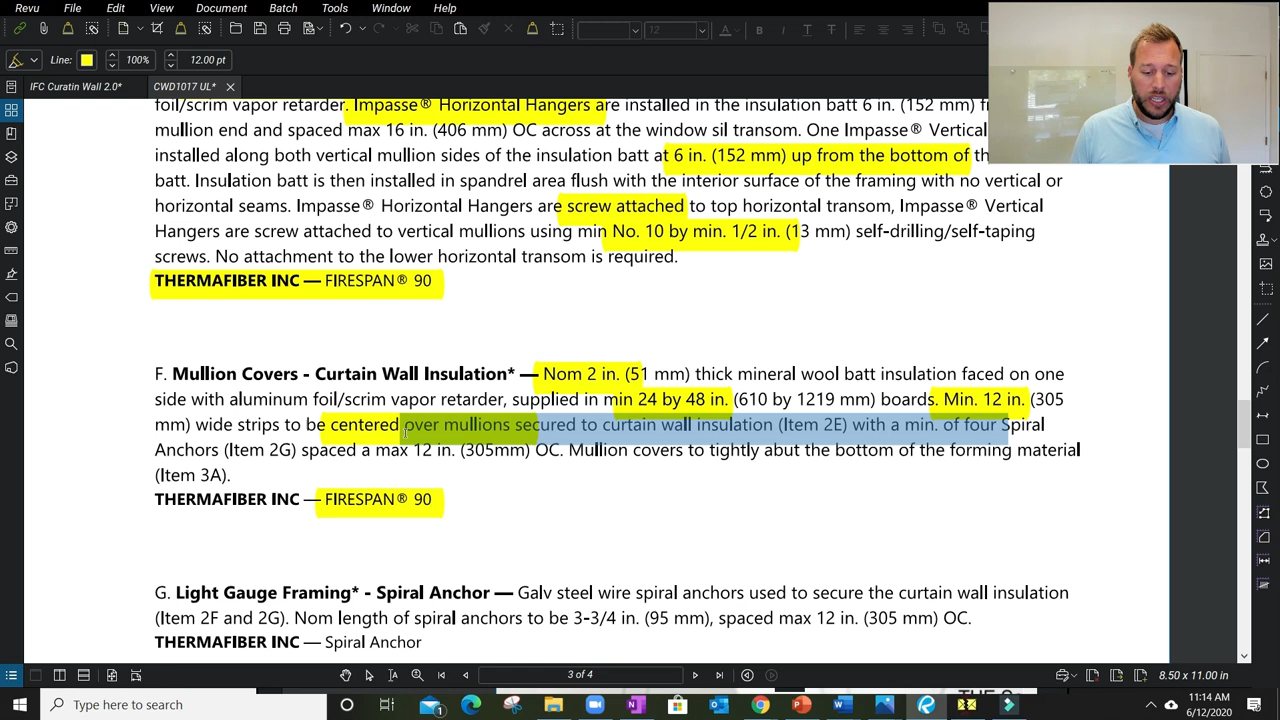 Revu File Edit View Document Batch Tools Window Help
12
Line: 100% 12.00 pt
IFC Curatin Wall 2.0* CWD1017 UL*
foil/scrim vapor retarder. Impasse® Horizontal Hangers are installed in the insulation batt 6 in. (152 mm)
mullion end and spaced max 16 in. (406 mm) OC across at the window sil transom. One Impasse® Vertical
installed along both vertical mullion sides of the insulation batt at 6 in. (152 mm) up from the bottom of
batt. Insulation batt is then installed in spandrel area flush with the interior surface of the framing with no vertical or
horizontal seams. Impasse® Horizontal Hangers are screw attached to top horizontal transom, Impasse® Vertical
Hangers are screw attached to vertical mullions using min No. 10 by min. 1/2 in. (13 mm) self-drilling/self-taping
screws. No attachment to the lower horizontal transom is required.
THERMAFIBER INC — FIRESPAN® 90
F. Mullion Covers - Curtain Wall Insulation* — Nom 2 in. (51 mm) thick mineral wool batt insulation faced on one
side with aluminum foil/scrim vapor retarder, supplied in min 24 by 48 in. (610 by 1219 mm) boards. Min. 12 in. (305
mm) wide strips to be centered over mullions secured to curtain wall insulation (Item 2E) with a min. of four Spiral
Anchors (Item 2G) spaced a max 12 in. (305mm) OC. Mullion covers to tightly abut the bottom of the forming material
(Item 3A).
THERMAFIBER INC — FIRESPAN® 90
G. Light Gauge Framing* - Spiral Anchor — Galv steel wire spiral anchors used to secure the curtain wall insulation
(Item 2F and 2G). Nom length of spiral anchors to be 3-3/4 in. (95 mm), spaced max 12 in. (305 mm) OC.
THERMAFIBER INC — Spiral Anchor
3 of 4 8.50 x 11.00 in
Type here to search 11:14 AM
6/12/2020